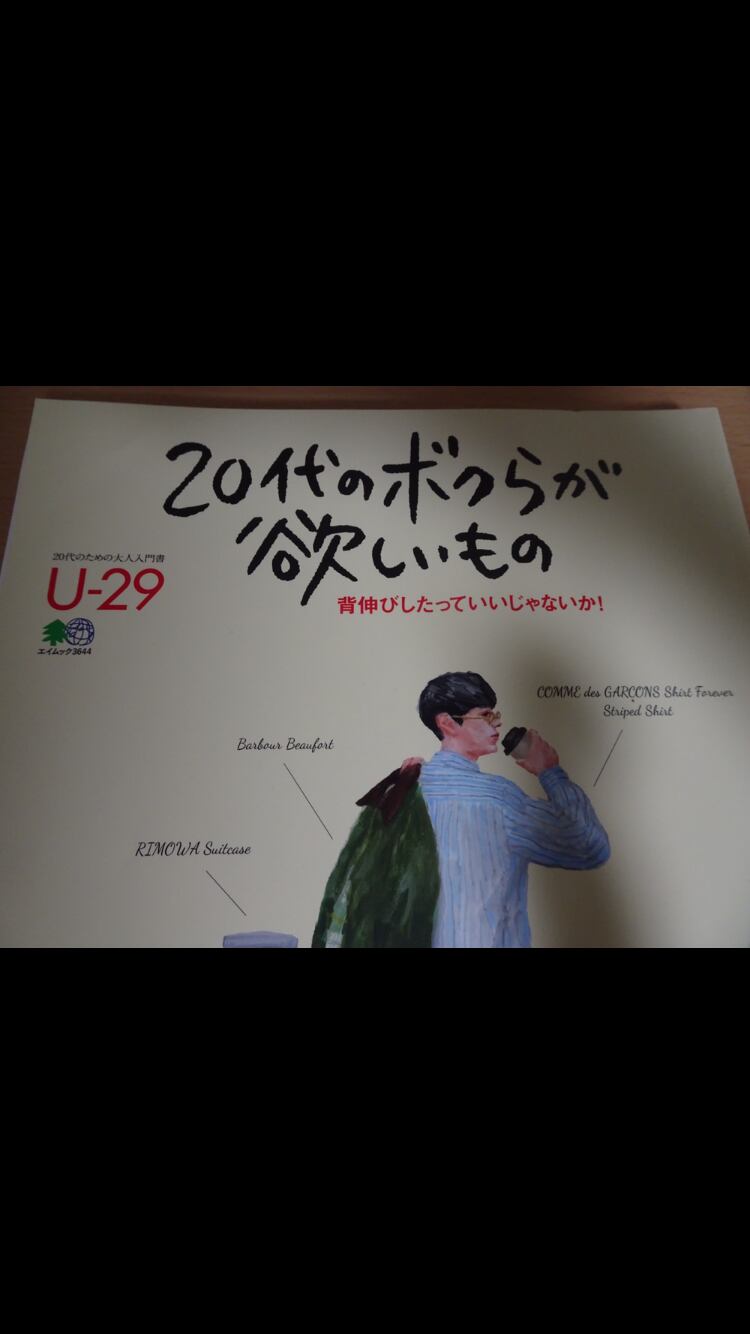 20代のボクらが
欲しいもの
背伸びしたっていいじゃないか!
20代のための大人入門書
U-29
エイムック3644
COMME des GARÇONS Shirt Forever
Striped Shirt
Barbour Beaufort
RIMOWA Suitcase